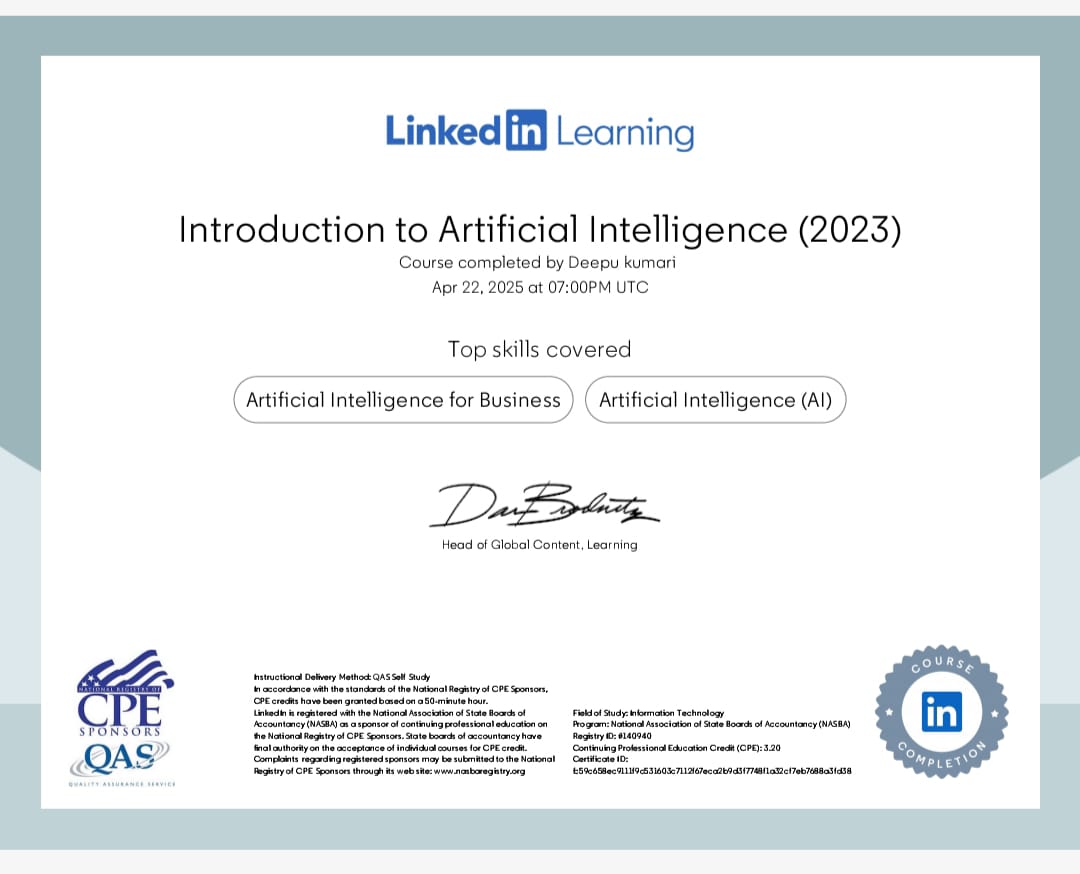 LinkedIn Learning
Introduction to Artificial Intelligence (2023)
Course completed by Deepu kumari
Apr 22, 2025 at 07:00PM UTC
Top skills covered
Artificial Intelligence for Business
Artificial Intelligence (AI)
Head of Global Content, Learning
NATIONAL REGISTRY OF
CPE
SPONSORS
QAS
QUALITY ASSURANCE SERVICE
Instructional Delivery Method: QAS Self Study
In accordance with the standards of the National Registry of CPE Sponsors,
CPE credits have been granted based on a 50-minute hour.
LinkedIn is registered with the National Association of State Boards of
Accountancy (NASBA) as a sponsor of continuing professional education on
the National Registry of CPE Sponsors. State boards of accountancy have
final authority on the acceptance of individual courses for CPE credit.
Complaints regarding registered sponsors may be submitted to the National
Registry of CPE Sponsors through its web site: www.nasbaregistry.org
Field of Study: Information Technology
Program: National Association of State Boards of Accountancy (NASBA)
Registry ID: #140940
Continuing Professional Education Credit (CPE): 3.20
Certificate ID:
COURSE
in
COMPLETION